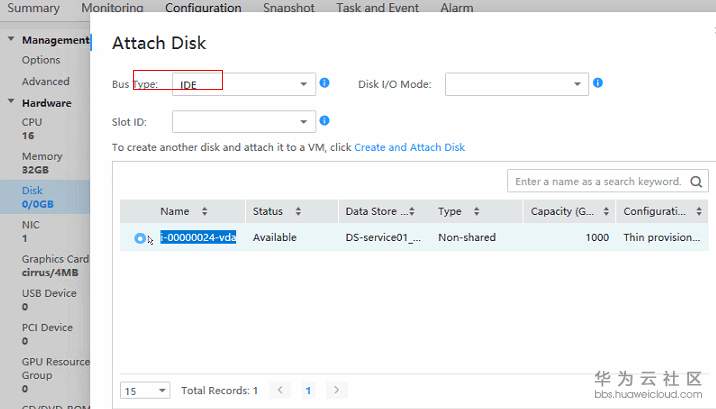 Summary Monitoring Configuration Snapshot Task and Event Alarm
Management
Options
Advanced
Hardware
CPU
16
Memory
32GB
Disk
0/0GB
NIC
1
Graphics Card
cirrus/4MB
USB Device
0
PCI Device
0
GPU Resource
Group
0
CD/DVD-ROM
Attach Disk
Bus Type: IDE Disk I/O Mode:
Slot ID:
To create another disk and attach it to a VM, click Create and Attach Disk
Enter a name as a search keyword.
Name Status Data Store ... Type Capacity (G... Configurati...
i-00000024-vda Available DS-service01_... Non-shared 1000 Thin provision...
15 Total Records: 1 < 1 >
华为云社区
bbs.huaweicloud.com